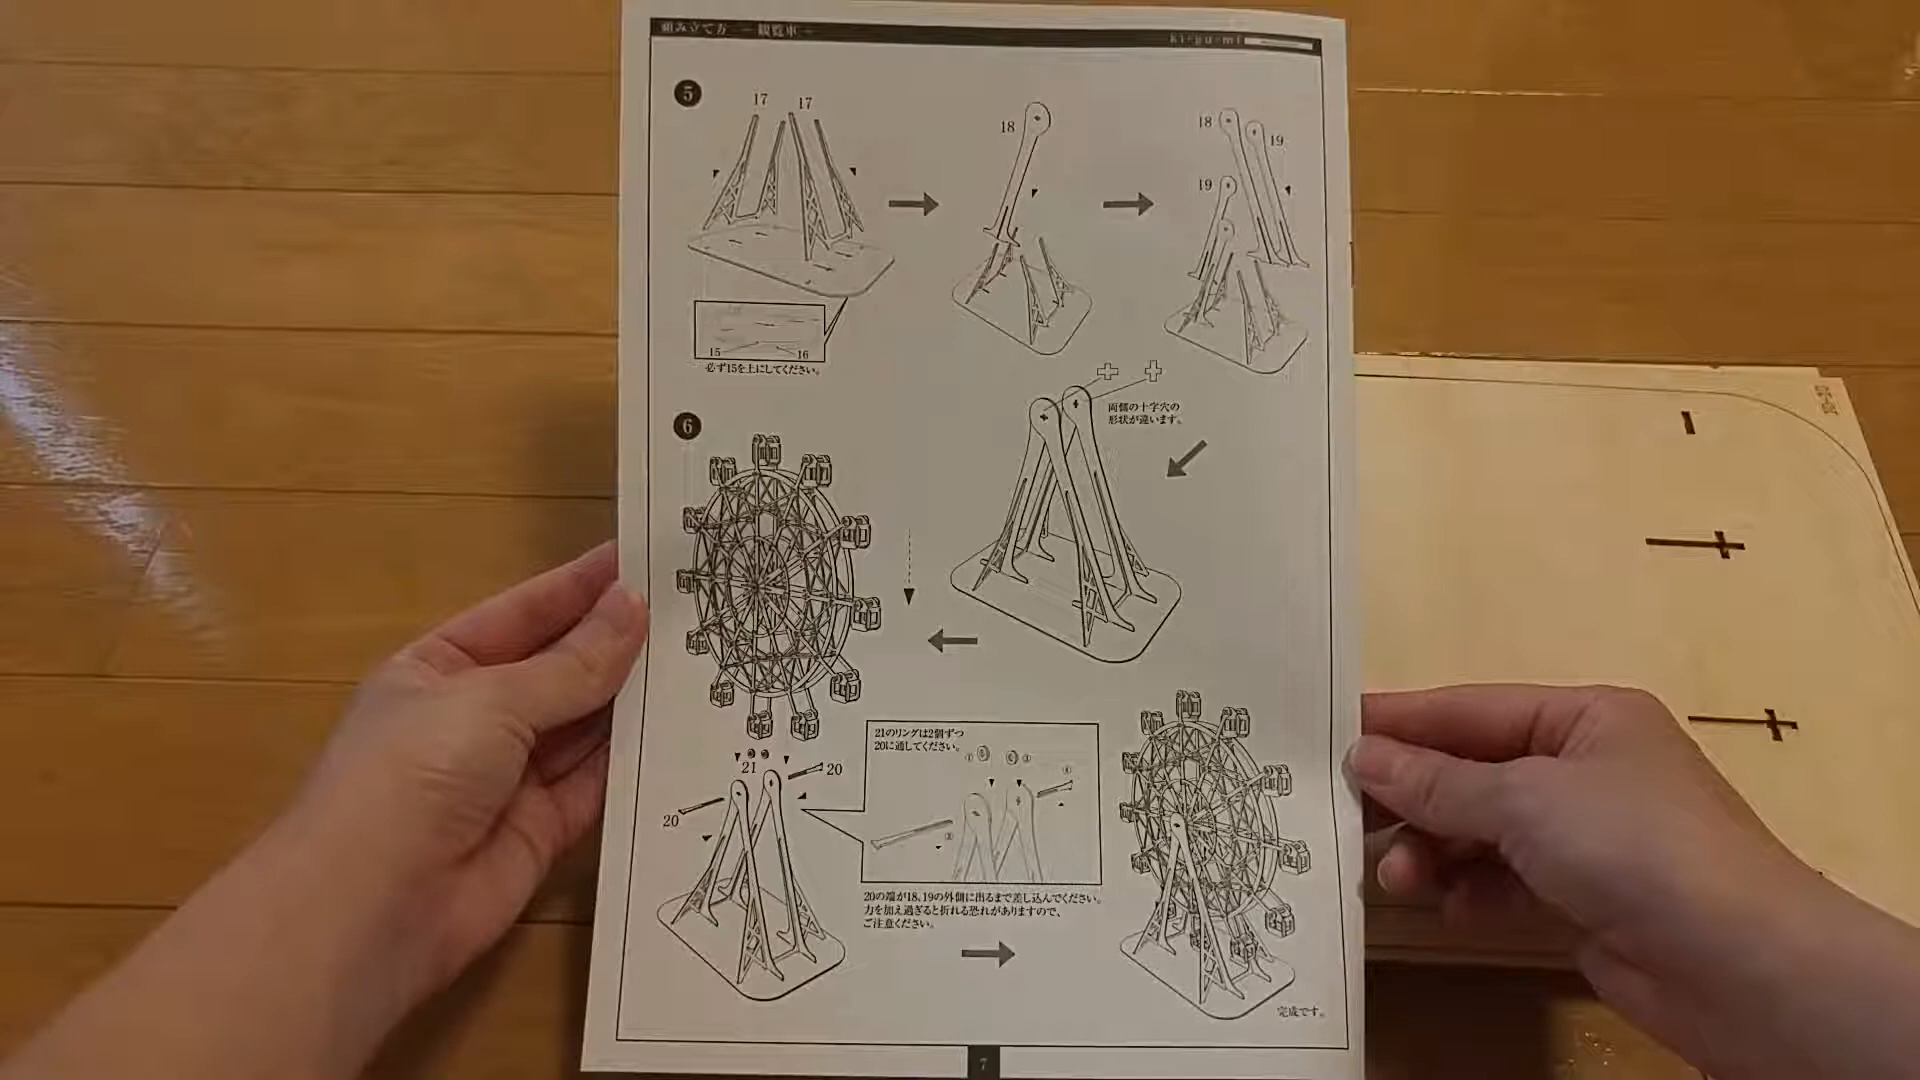 組み立て方 － 観覧車 －
ki-gu-mi
5
17 17
18
18
19
19
15 16
必ず15を上にしてください。
両側の十字穴の
形状が違います。
6
21
20
20
21のリングは2個ずつ
20に通してください。
20の端が18、19の外側に出るまで差し込んでください。
力を加え過ぎると折れる恐れがありますので、
ご注意ください。
完成です。
7